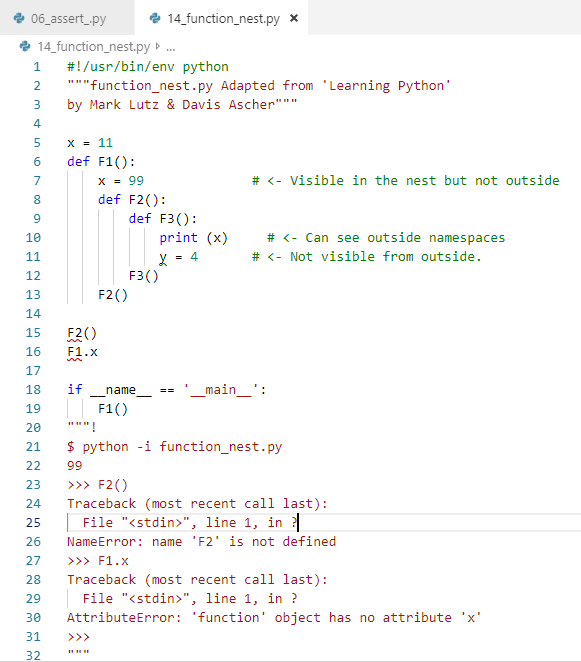 06_assert_.py 14_function_nest.py ×
14_function_nest.py ▷ ...
1 #!/usr/bin/env python
2 """function_nest.py Adapted from 'Learning Python'
3 by Mark Lutz & Davis Ascher"""
4
5 x = 11
6 def F1():
7     x = 99                # <- Visible in the nest but not outside
8     def F2():
9         def F3():
10             print (x)     # <- Can see outside namespaces
11             y = 4       # <- Not visible from outside.
12         F3()
13     F2()
14
15 F2()
16 F1.x
17
18 if __name__ == '__main__':
19     F1()
20 """!
21 $ python -i function_nest.py
22 99
23 >>> F2()
24 Traceback (most recent call last):
25   File "<stdin>", line 1, in ?
26 NameError: name 'F2' is not defined
27 >>> F1.x
28 Traceback (most recent call last):
29   File "<stdin>", line 1, in ?
30 AttributeError: 'function' object has no attribute 'x'
31 >>>
32 """